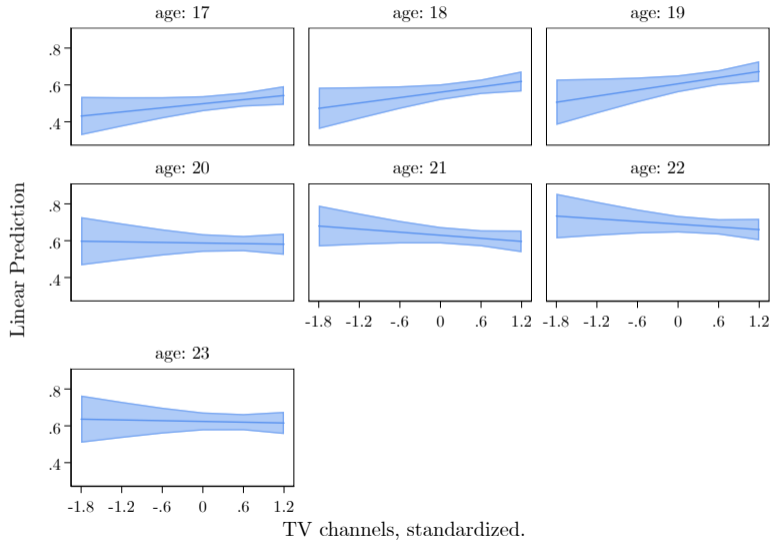 age: 17 age: 18 age: 19
.8
.6
.4
age: 20 age: 21 age: 22
.8
.6
.4
-1.8 -1.2 -.6 0 .6 1.2 -1.8 -1.2 -.6 0 .6 1.2
age: 23
.8
.6
.4
-1.8 -1.2 -.6 0 .6 1.2
Linear Prediction
TV channels, standardized.